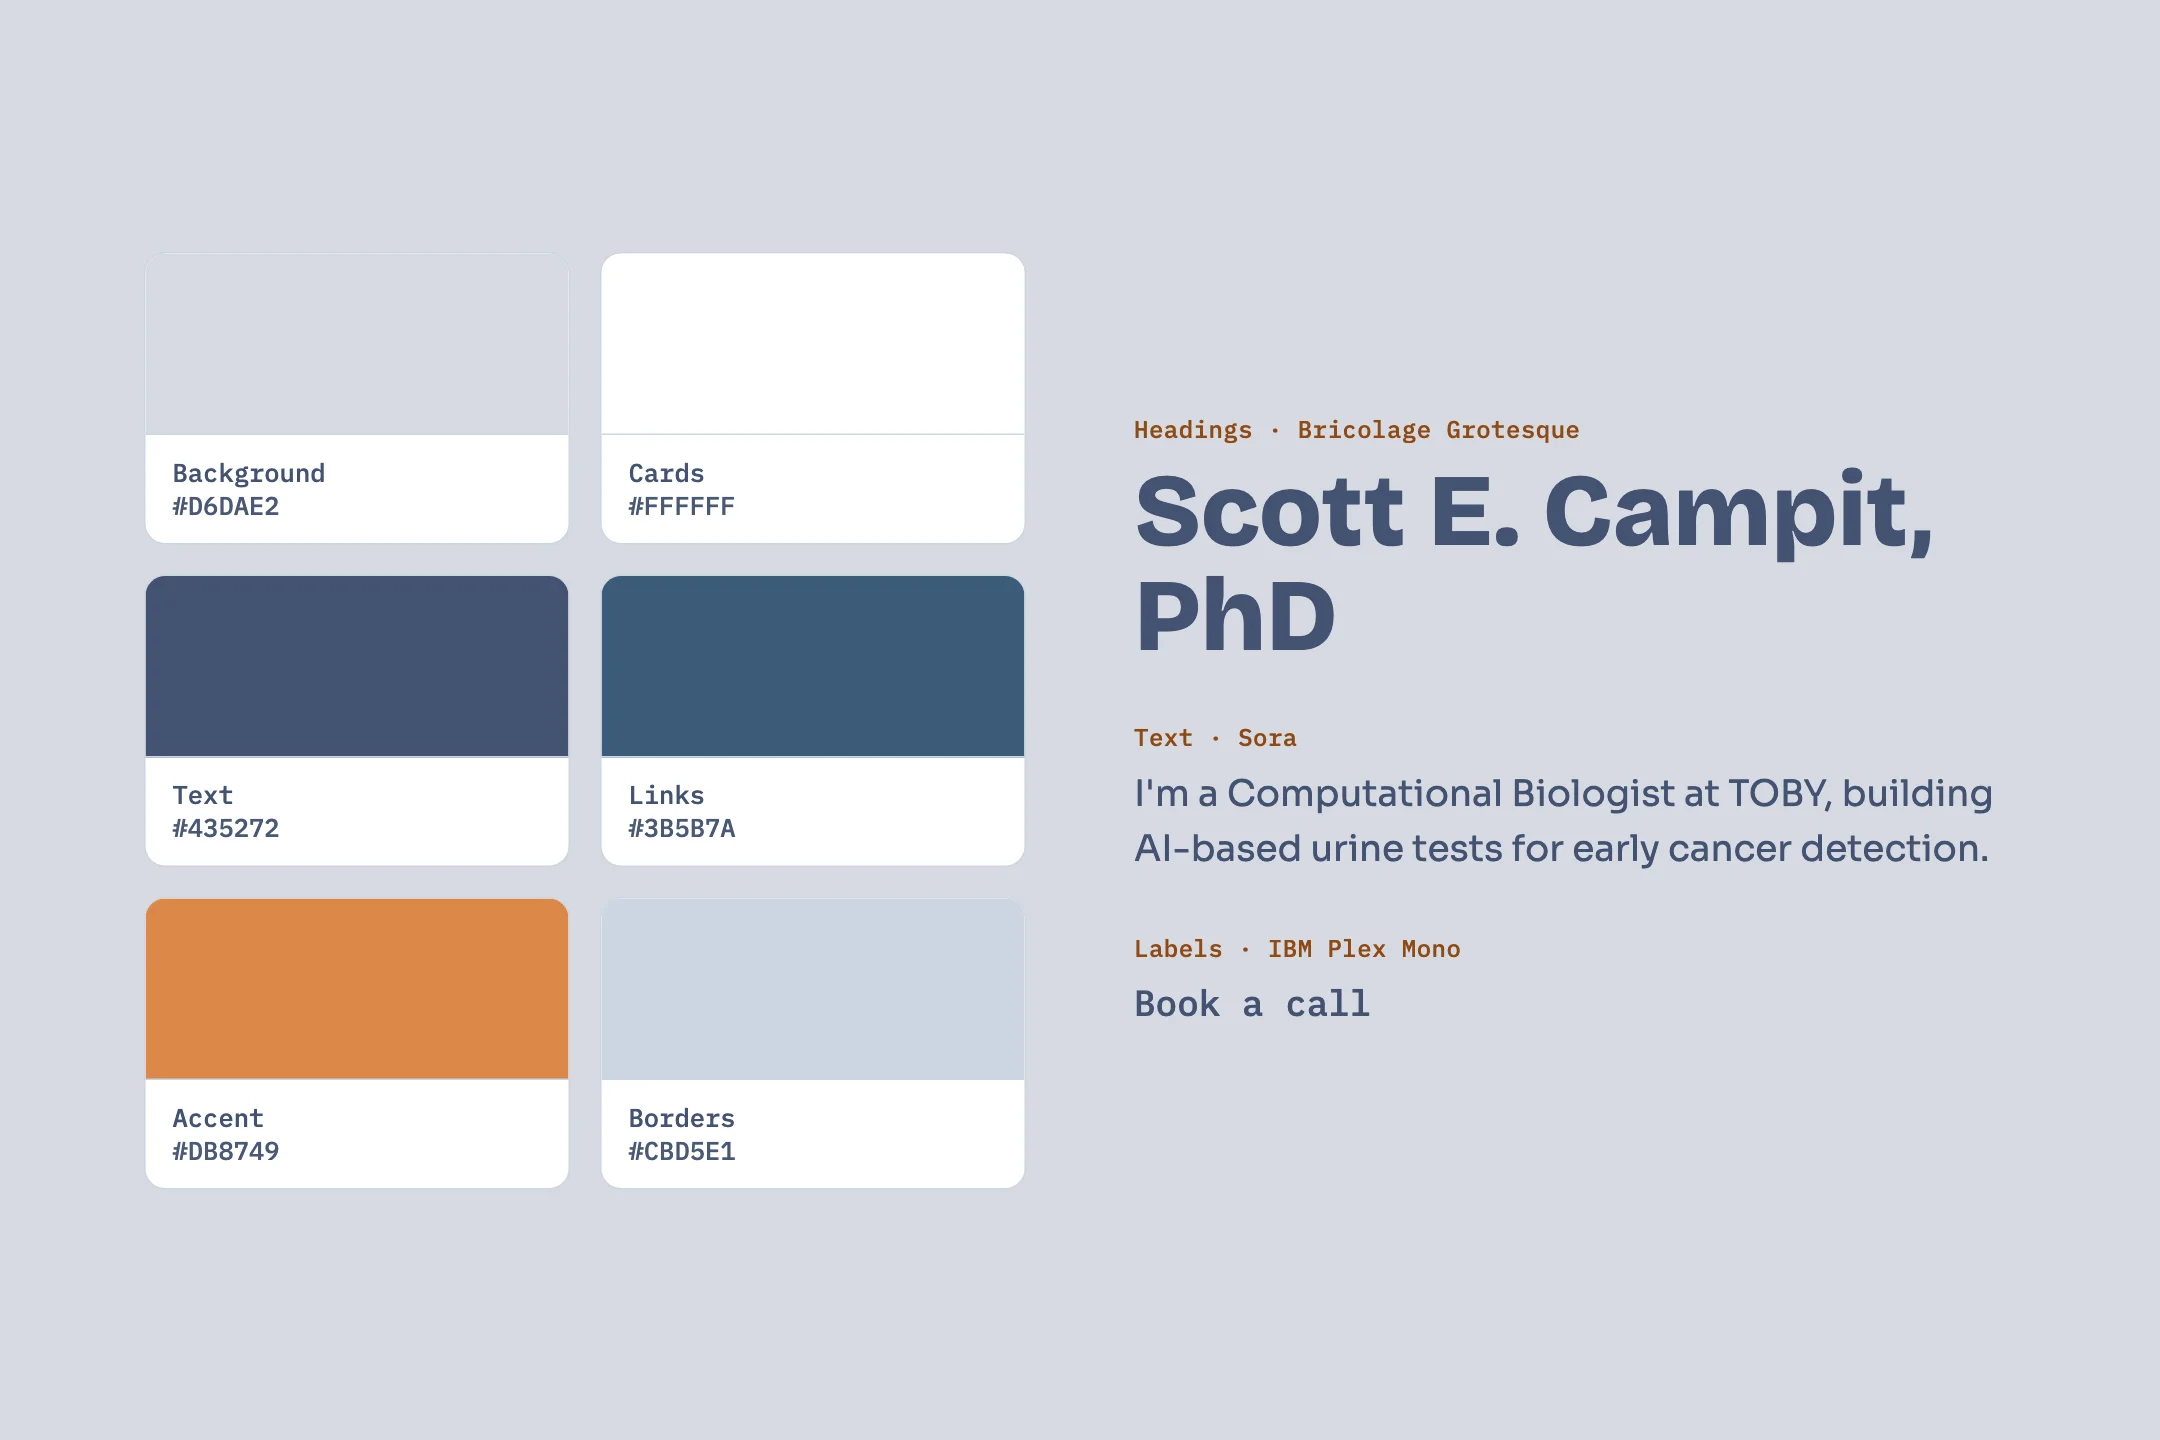 Background
#D6DAE2
Cards
#FFFFFF
Text
#435272
Links
#3B5B7A
Accent
#DB8749
Borders
#CBD5E1
Headings · Bricolage Grotesque
Scott E. Campit,
PhD
Text · Sora
I'm a Computational Biologist at TOBY, building
AI-based urine tests for early cancer detection.
Labels · IBM Plex Mono
Book a call